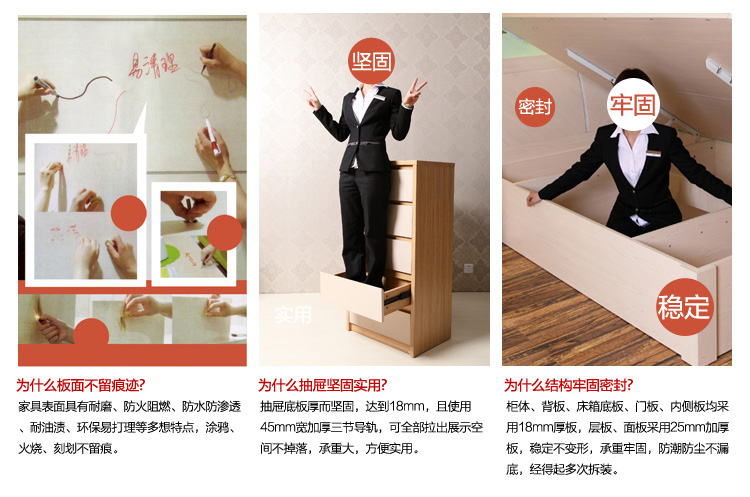 易清理
易清理
坚固
实用
密封
牢固
稳定
为什么板面不留痕迹?
家具表面具有耐磨、防火阻燃、防水防渗透
、耐油渍、环保易打理等多想特点，涂鸦、
火烧、刻划不留痕。
为什么抽屉坚固实用?
抽屉底板厚而坚固，达到18mm，且使用
45mm宽加厚三节导轨，可全部拉出展示空
间不掉落，承重大，方便实用。
为什么结构牢固密封?
柜体、背板、床箱底板、门板、内侧板均采
用18mm厚板，层板、面板采用25mm加厚
板，稳定不变形，承重牢固，防潮防尘不漏
底，经得起多次拆装。